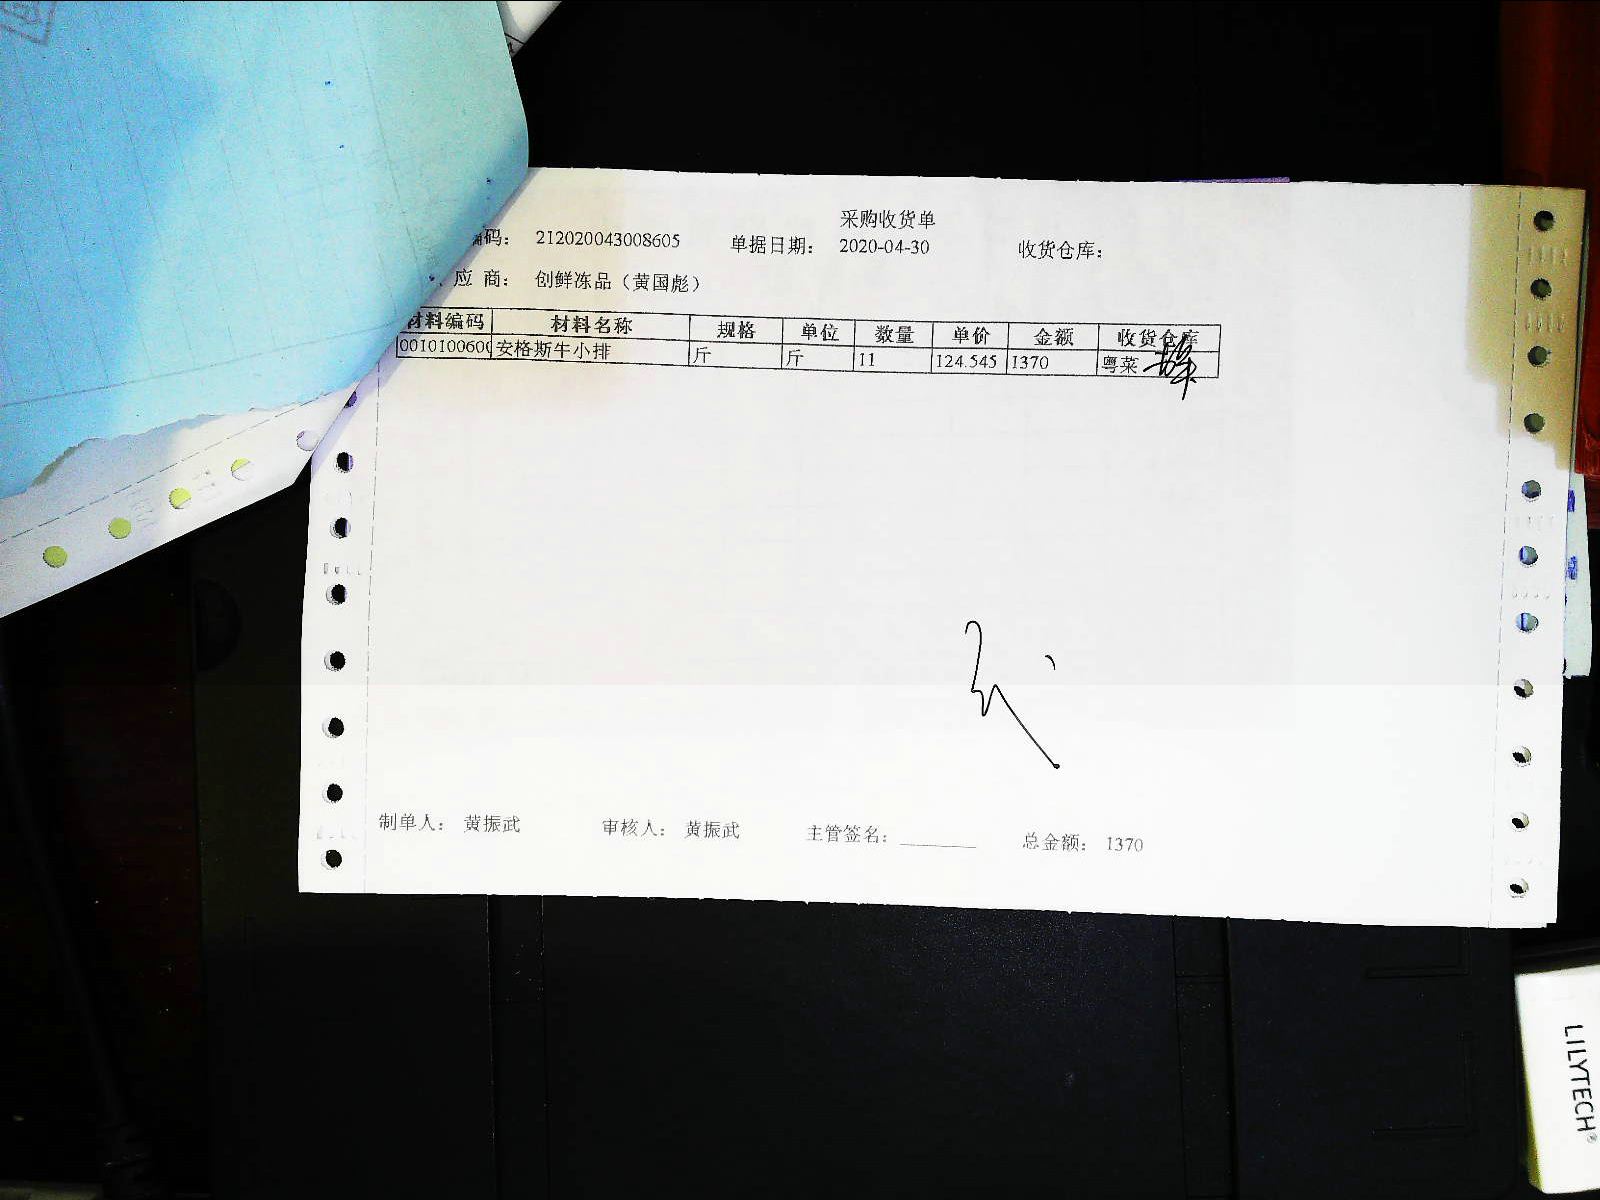 采购收货单
编码： 212020043008605 单据日期： 2020-04-30 收货仓库：
应 商： 创鲜冻品（黄国彪）
材料编码 材料名称 规格 单位 数量 单价 金额 收货仓库
001010060 安格斯牛小排 斤 斤 11 124.545 1370 粤菜
制单人： 黄振武 审核人： 黄振武 主管签名： 总金额： 1370
LILYTECH®